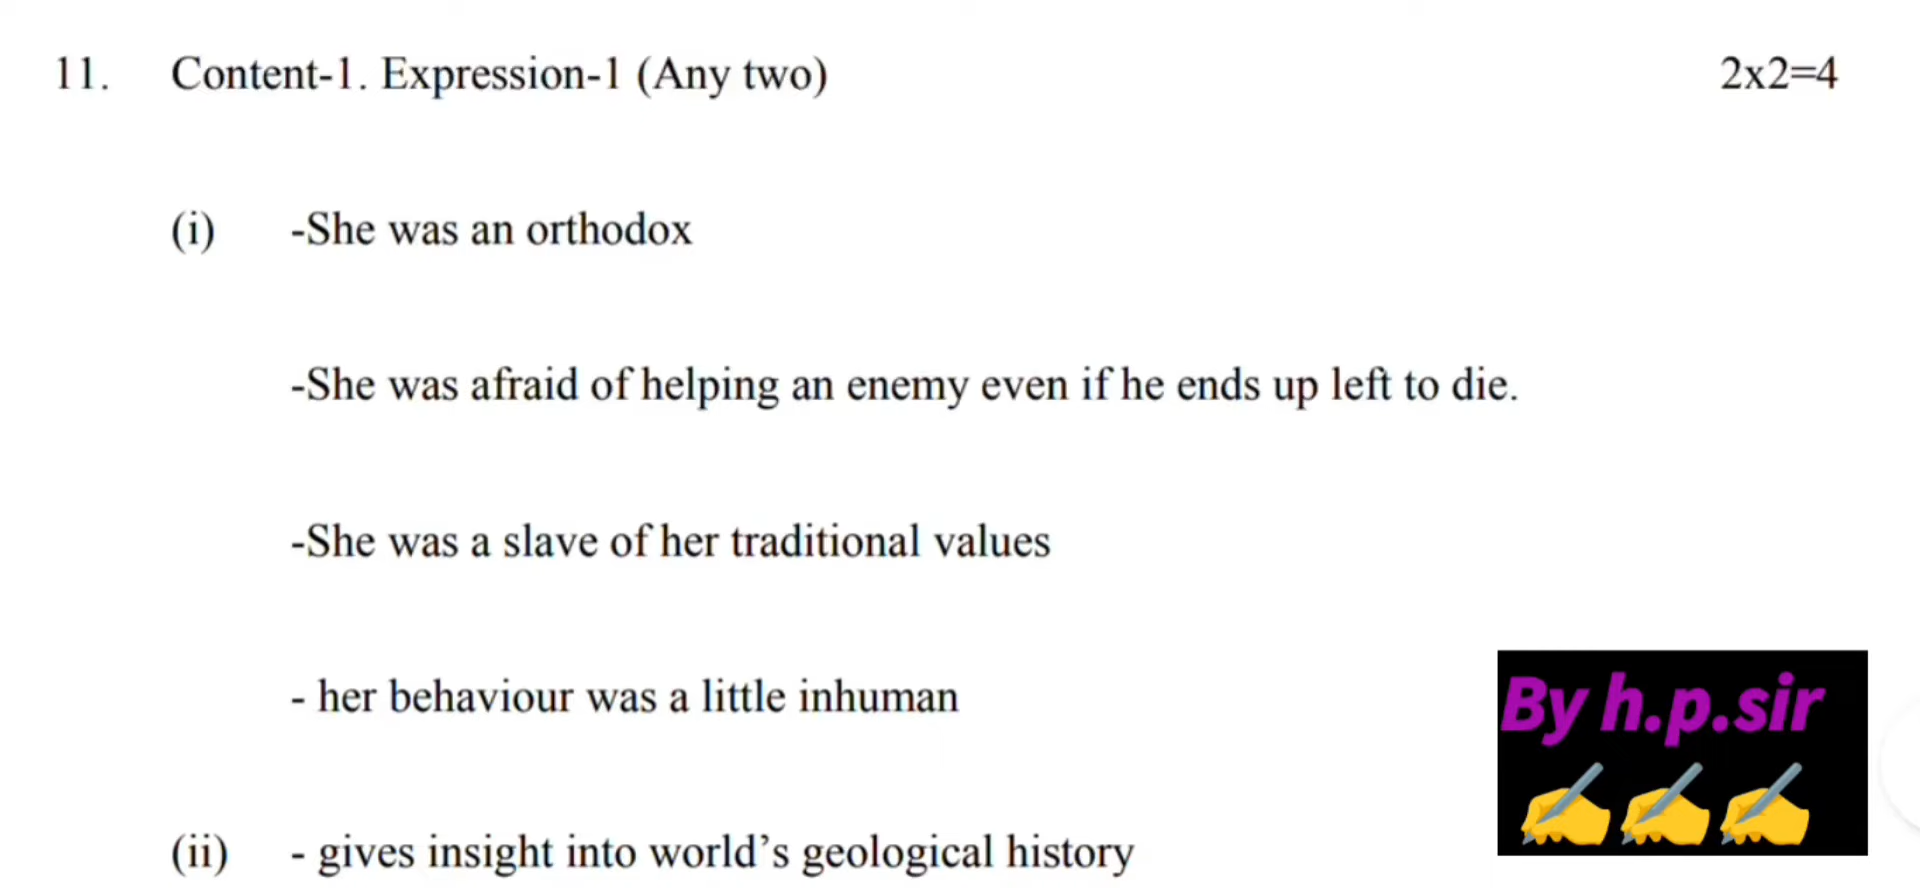 11. Content-1. Expression-1 (Any two) 2x2=4
(i) -She was an orthodox
-She was afraid of helping an enemy even if he ends up left to die.
-She was a slave of her traditional values
- her behaviour was a little inhuman
By h.p.sir
(ii) - gives insight into world’s geological history